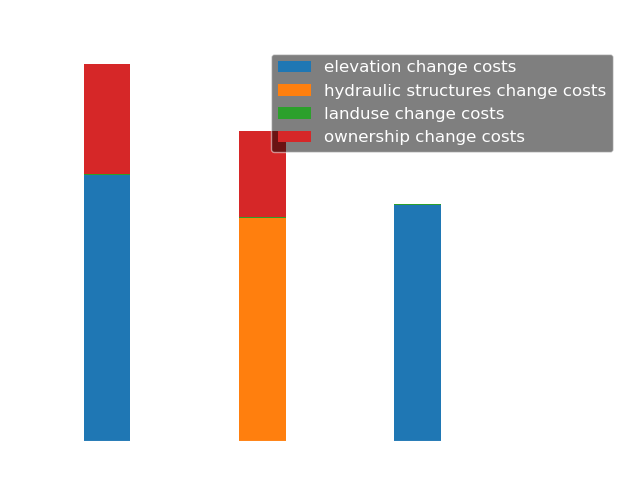 elevation change costs
hydraulic structures change costs
landuse change costs
ownership change costs